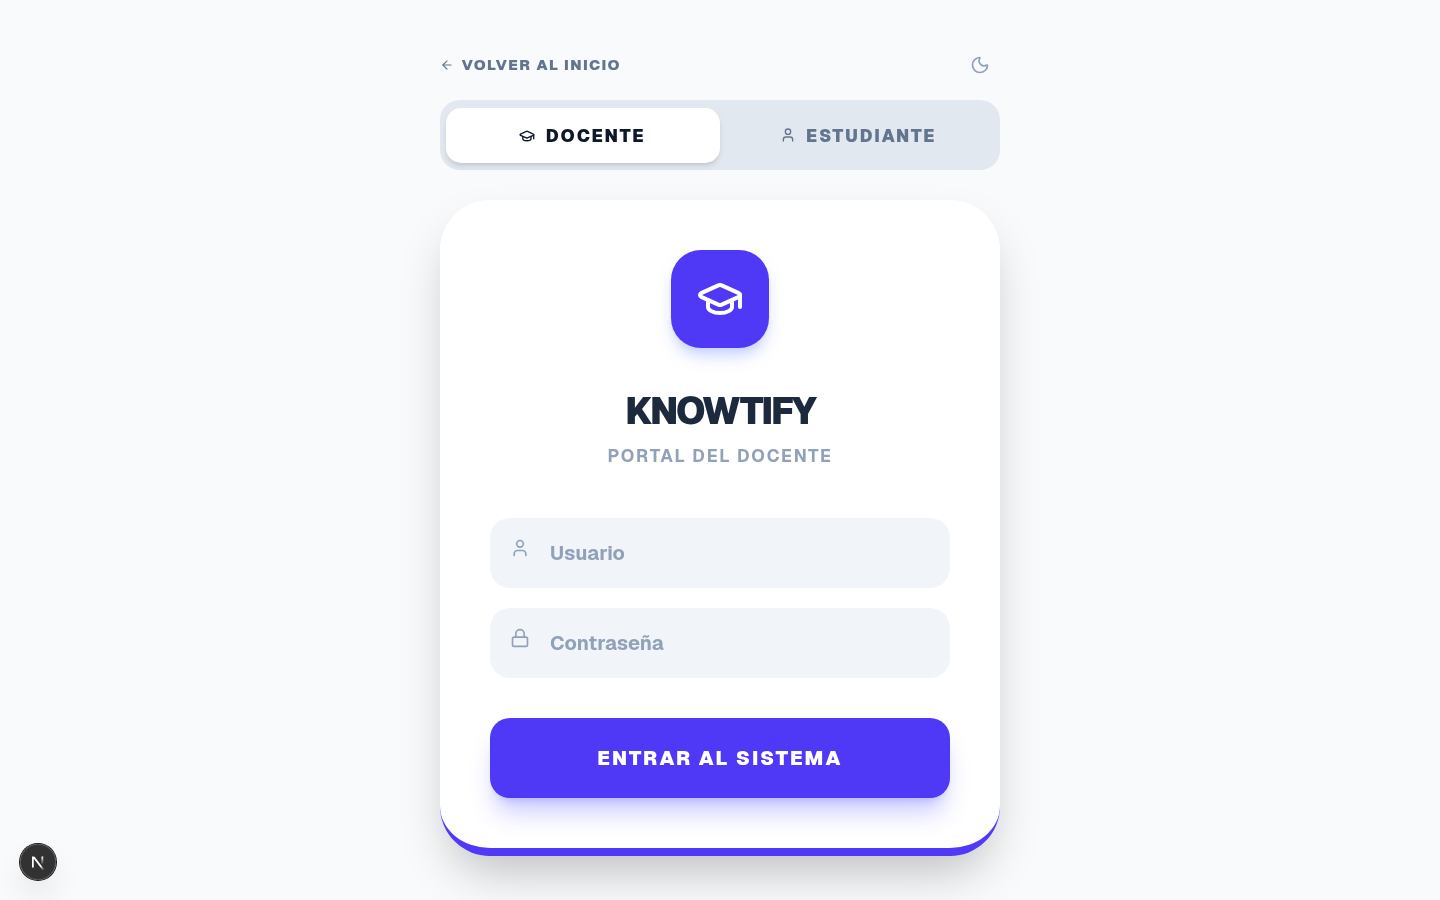 VOLVER AL INICIO
DOCENTE
ESTUDIANTE
KNOWTIFY
PORTAL DEL DOCENTE
Usuario
Contraseña
ENTRAR AL SISTEMA
N